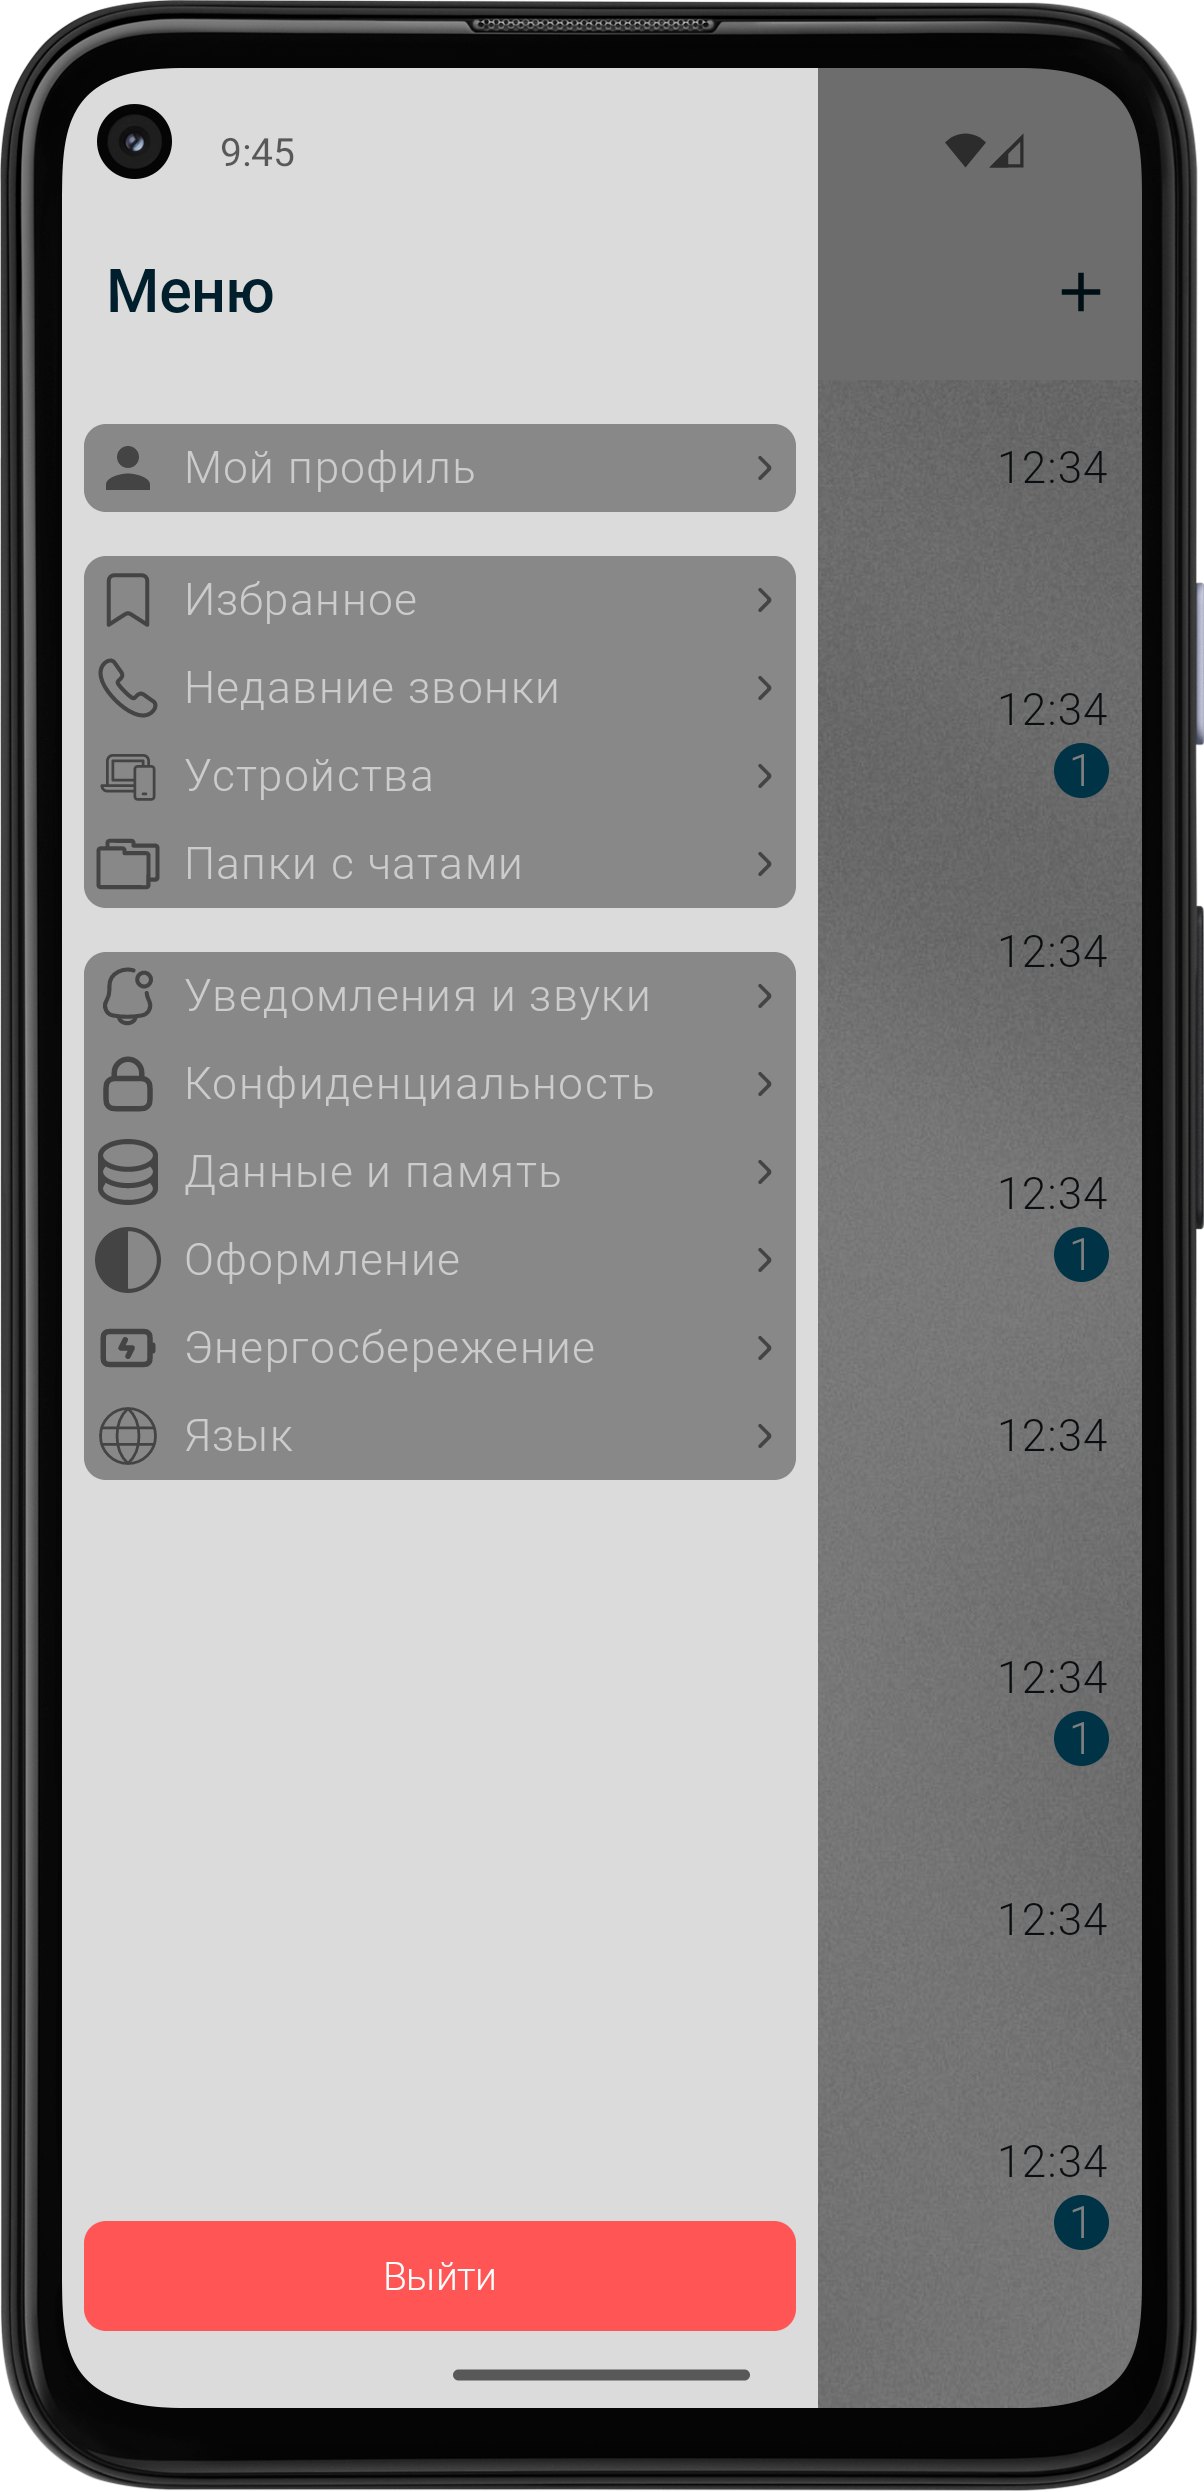 9:45
Меню
Мой профиль
12:34
Избранное
Недавние звонки
12:34
Устройства
1
Папки с чатами
12:34
Уведомления и звуки
Конфиденциальность
Данные и память
12:34
Оформление
1
Энергосбережение
Язык
12:34
12:34
1
12:34
12:34
1
Выйти